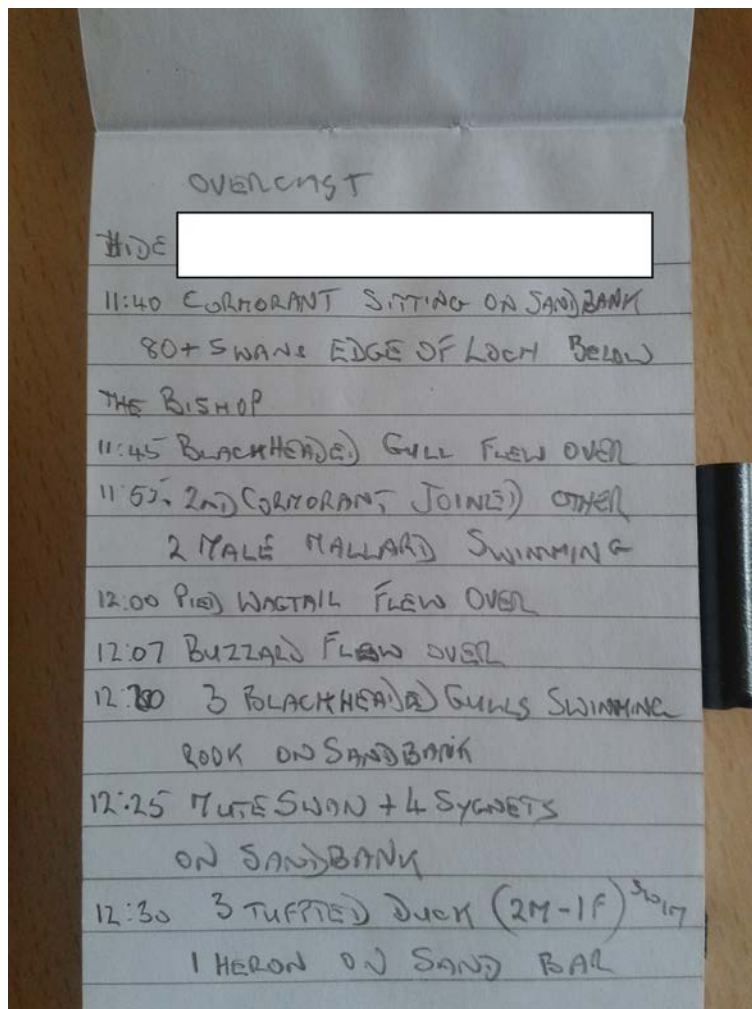 OVERCAST
HIDE
11:40 CORMORANT SITTING ON SANDBANK
80+ SWANS EDGE OF LOCH BELOW
THE BISHOP
11:45 BLACKHEADED GULL FLEW OVER
11:55 2ND CORMORANT JOINED OTHER
2 MALE MALLARD SWIMMING
12:00 PIED WAGTAIL FLEW OVER
12:07 BUZZARD FLEW OVER
3 BLACKHEADED GULLS SWIMMING
ROOK ON SANDBANK
12:25 MUTE SWAN + 4 SYGNETS
ON SANDBANK
12:30 3 TUFTED DUCK (2M-1F) SWIM
1 HERON ON SAND BAR